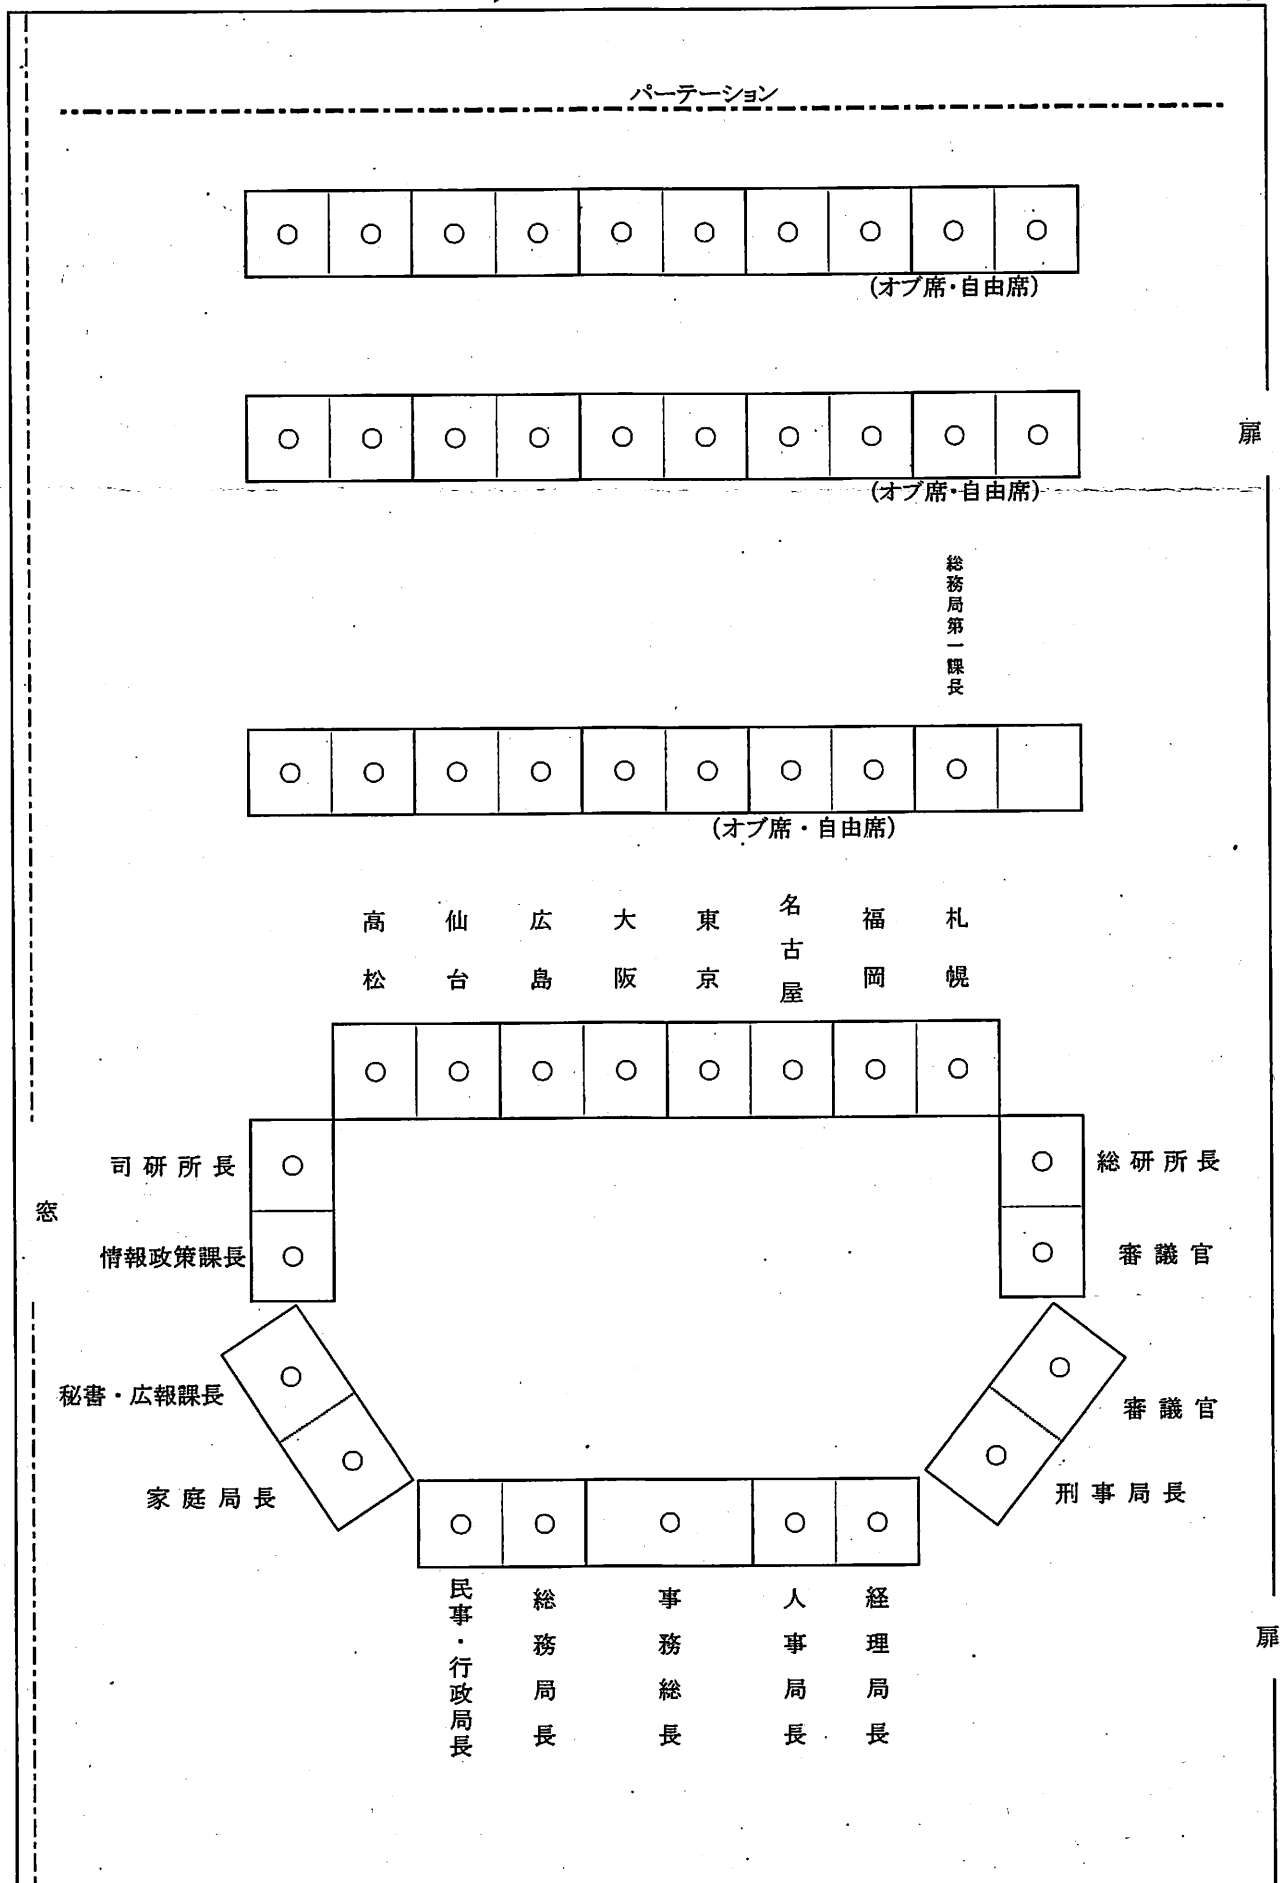 パーテーション
(オブ席・自由席)
扉
(オブ席・自由席)
総務局第一課長
(オブ席・自由席)
高松
仙台
広島
大阪
東京
名古屋
福岡
札幌
司研所長
総研所長
窓
情報政策課長
審議官
秘書・広報課長
審議官
家庭局長
刑事局長
民事・行政局長
総務局長
事務総長
人事局長
経理局長
扉